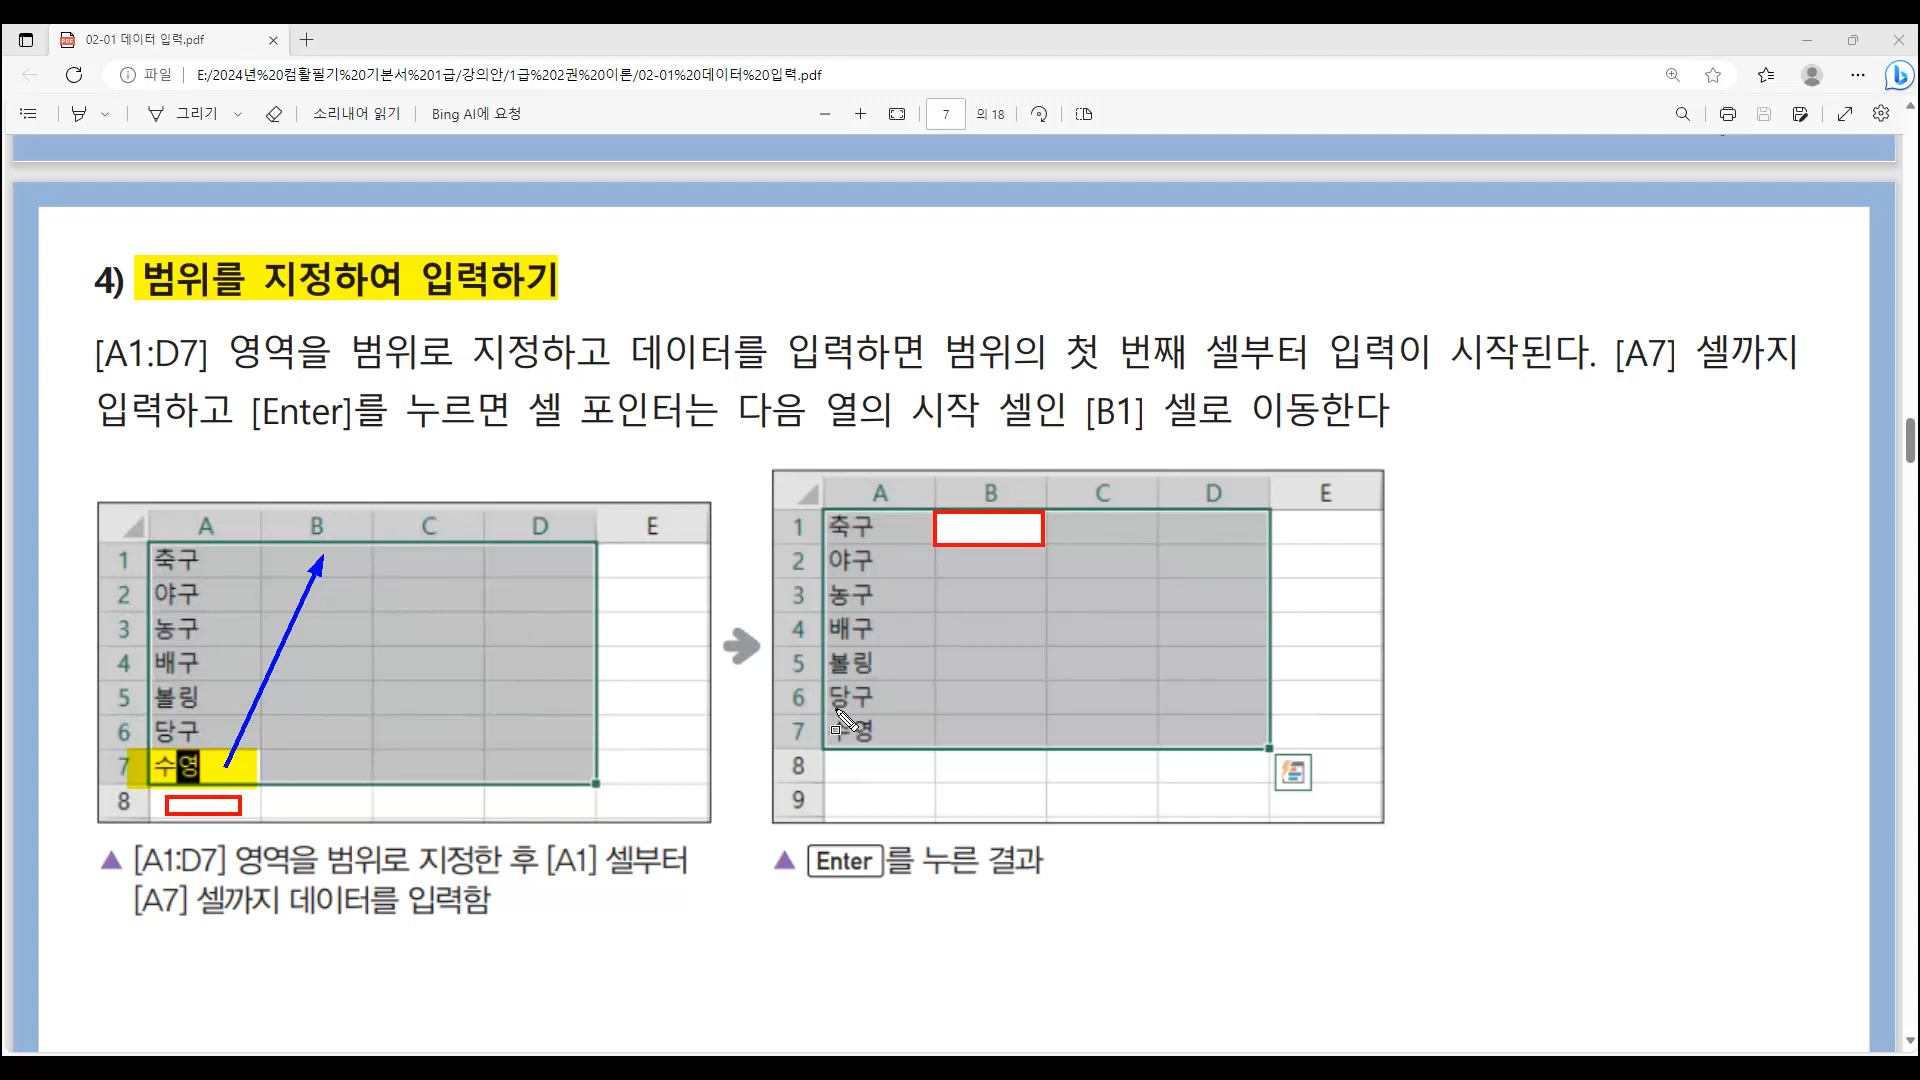 02-01 데이터 입력.pdf
파일 E:/2024년%20컴활필기%20기본서%201급/강의안/1급%202권%20이론/02-01%20데이터%20입력.pdf
그리기 소리내어 읽기 Bing AI에 요청 7 의 18
4) 범위를 지정하여 입력하기
[A1:D7] 영역을 범위로 지정하고 데이터를 입력하면 범위의 첫 번째 셀부터 입력이 시작된다. [A7] 셀까지
입력하고 [Enter]를 누르면 셀 포인터는 다음 열의 시작 셀인 [B1] 셀로 이동한다
A B C D E
1 축구
2 야구
3 농구
4 배구
5 볼링
6 당구
7 수영
8
▲ [A1:D7] 영역을 범위로 지정한 후 [A1] 셀부터
[A7] 셀까지 데이터를 입력함
A B C D E
1 축구
2 야구
3 농구
4 배구
5 볼링
6 당구
7 수영
8
9
▲ Enter를 누른 결과